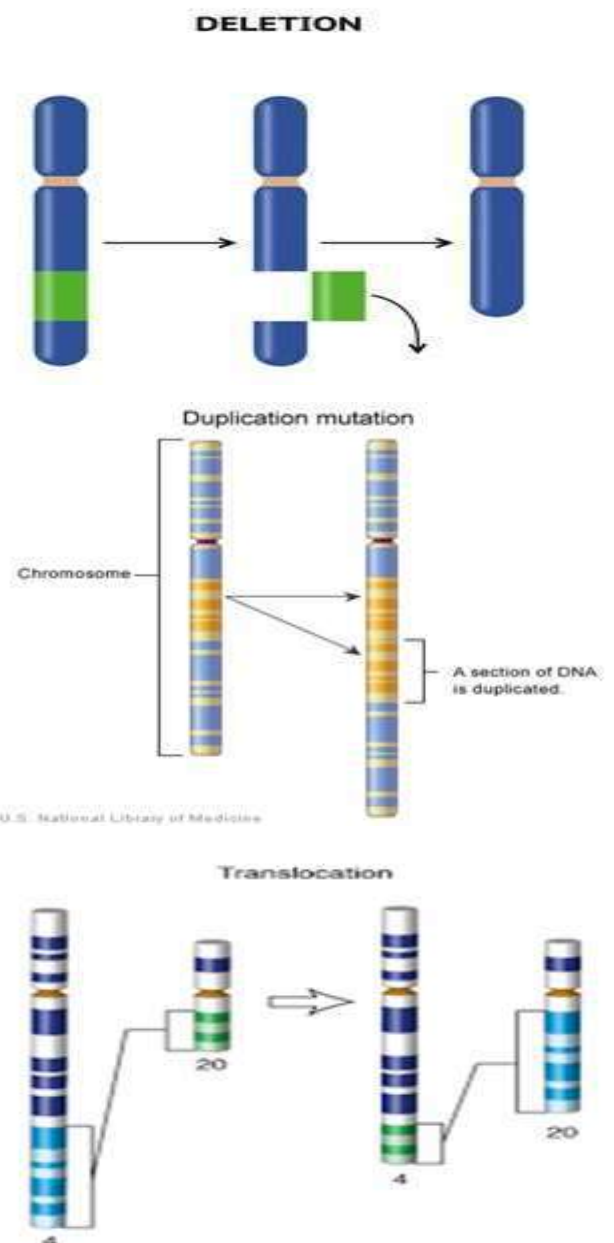 DELETION
Duplication mutation
Chromosome
A section of DNA
is duplicated.
U.S. National Library of Medicine
Translocation
20
4
20
4